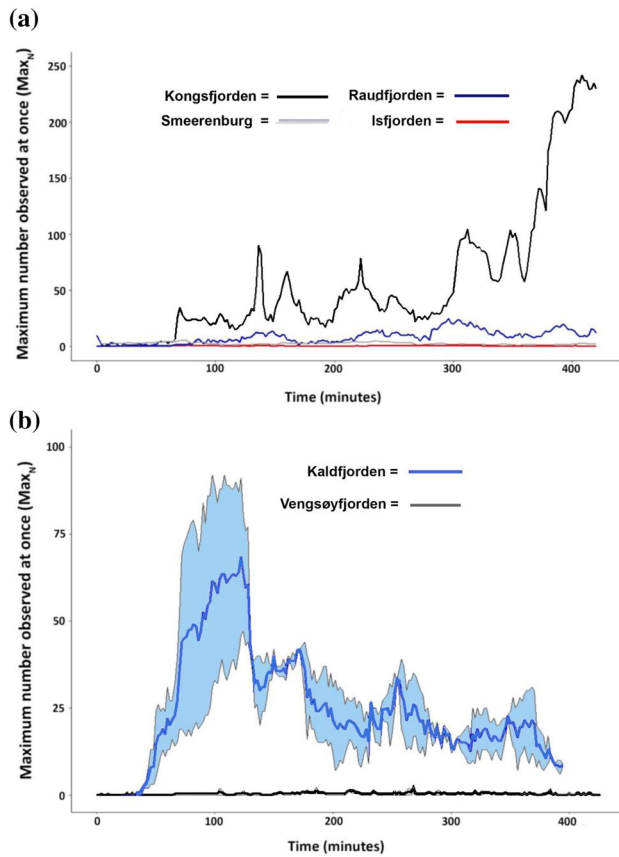 (a)
Maximum number observed at once (MaxN)
250
200
150
100
50
0
Kongsfjorden =
Raudfjorden =
Smeerenburg =
Isfjorden =
0 100 200 300 400
Time (minutes)
(b)
Maximum number observed at once (MaxN)
100
75
50
25
0
Kaldfjorden =
Vengsøyfjorden =
0 100 200 300 400
Time (minutes)